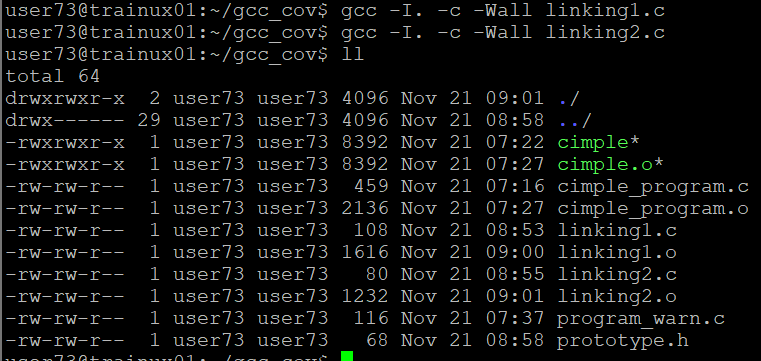 user73@trainux01:~/gcc_cov$ gcc -I. -c -Wall linking1.c
user73@trainux01:~/gcc_cov$ gcc -I. -c -Wall linking2.c
user73@trainux01:~/gcc_cov$ ll
total 64
drwxrwxr-x  2 user73 user73 4096 Nov 21 09:01 ./
drwx------ 29 user73 user73 4096 Nov 21 08:58 ../
-rwxrwxr-x  1 user73 user73 8392 Nov 21 07:22 cimple*
-rwxrwxr-x  1 user73 user73 8392 Nov 21 07:27 cimple.o*
-rw-rw-r--  1 user73 user73  459 Nov 21 07:16 cimple_program.c
-rw-rw-r--  1 user73 user73 2136 Nov 21 07:27 cimple_program.o
-rw-rw-r--  1 user73 user73  108 Nov 21 08:53 linking1.c
-rw-rw-r--  1 user73 user73 1616 Nov 21 09:00 linking1.o
-rw-rw-r--  1 user73 user73   80 Nov 21 08:55 linking2.c
-rw-rw-r--  1 user73 user73 1232 Nov 21 09:01 linking2.o
-rw-rw-r--  1 user73 user73  116 Nov 21 07:37 program_warn.c
-rw-rw-r--  1 user73 user73   68 Nov 21 08:58 prototype.h
user73@trainux01:~/gcc_cov$